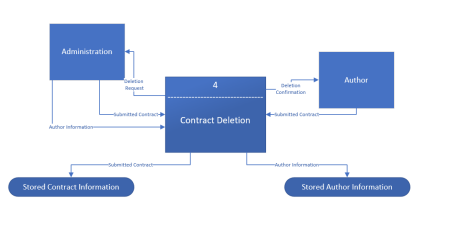 Administration
4
Contract Deletion
Author
Deletion
Request
Deletion
Confirmation
Submitted Contract
Submitted Contract
Author Information
Submitted Contract
Author Information
Stored Contract Information
Stored Author Information